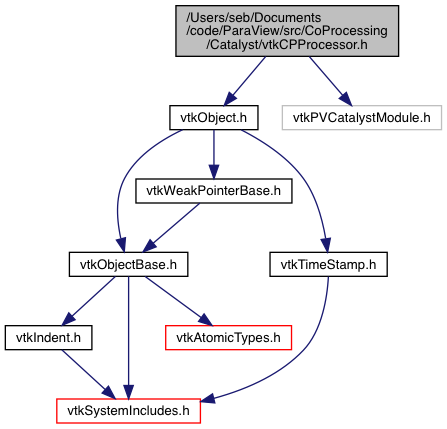 /Users/seb/Documents
/code/ParaView/src/CoProcessing
/Catalyst/vtkCPProcessor.h
vtkObject.h
vtkPVCatalystModule.h
vtkWeakPointerBase.h
vtkObjectBase.h
vtkTimeStamp.h
vtkIndent.h
vtkAtomicTypes.h
vtkSystemIncludes.h